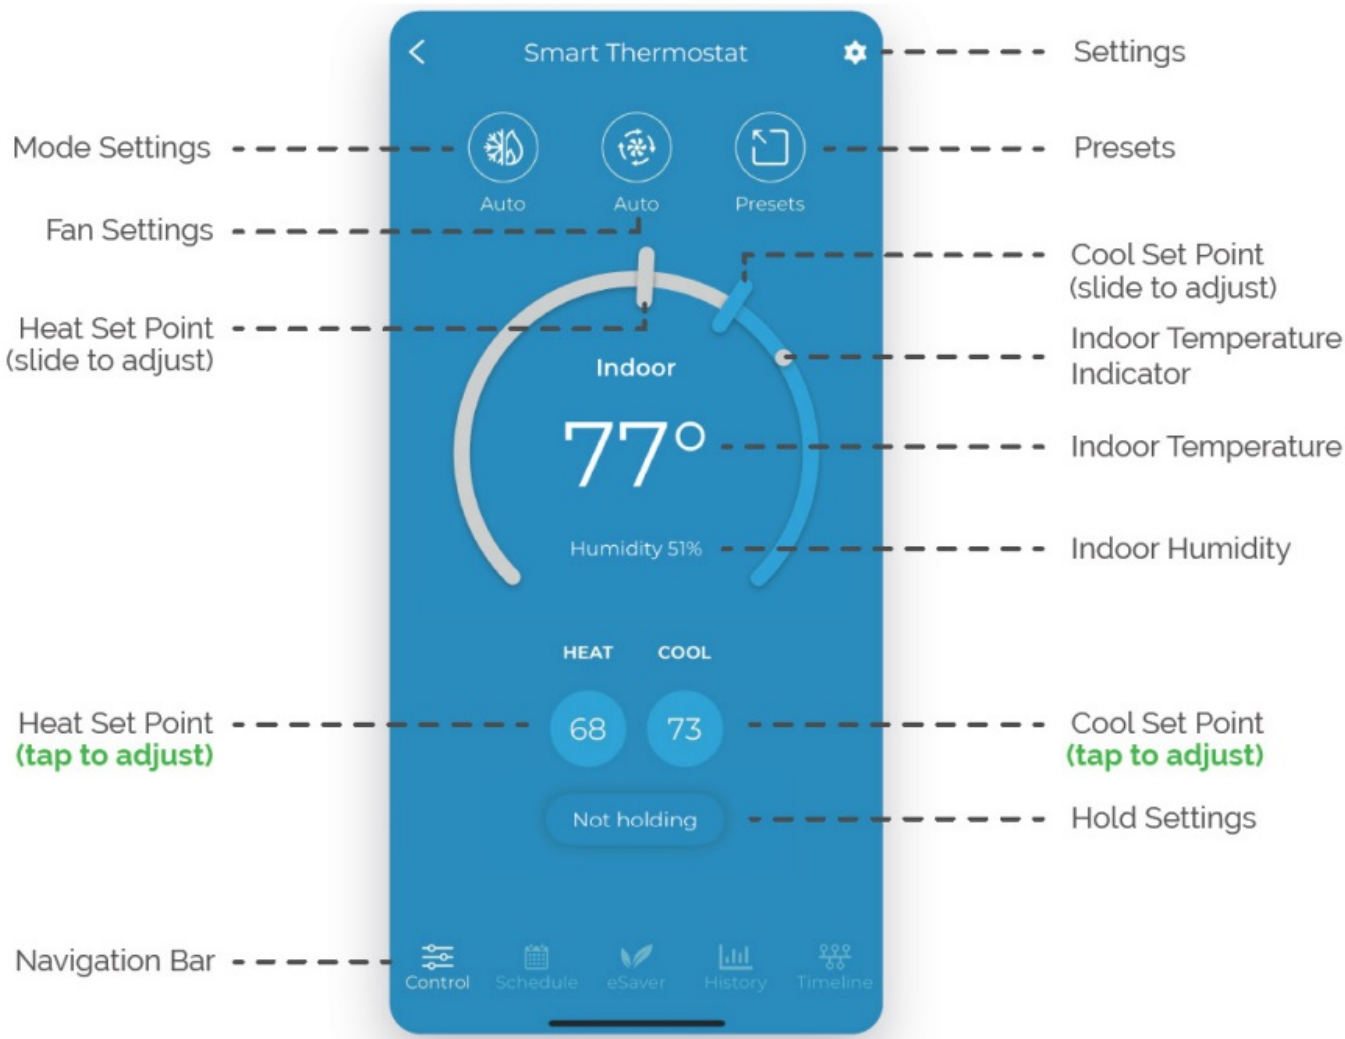 Smart Thermostat
Settings
Mode Settings
Presets
Auto
Auto
Presets
Fan Settings
Cool Set Point
(slide to adjust)
Heat Set Point
(slide to adjust)
Indoor Temperature
Indicator
Indoor
77°
Indoor Temperature
Humidity 51%
Indoor Humidity
HEAT
COOL
Heat Set Point
(tap to adjust)
68
73
Cool Set Point
(tap to adjust)
Not holding
Hold Settings
Navigation Bar
Control
Schedule
eSaver
History
Timeline